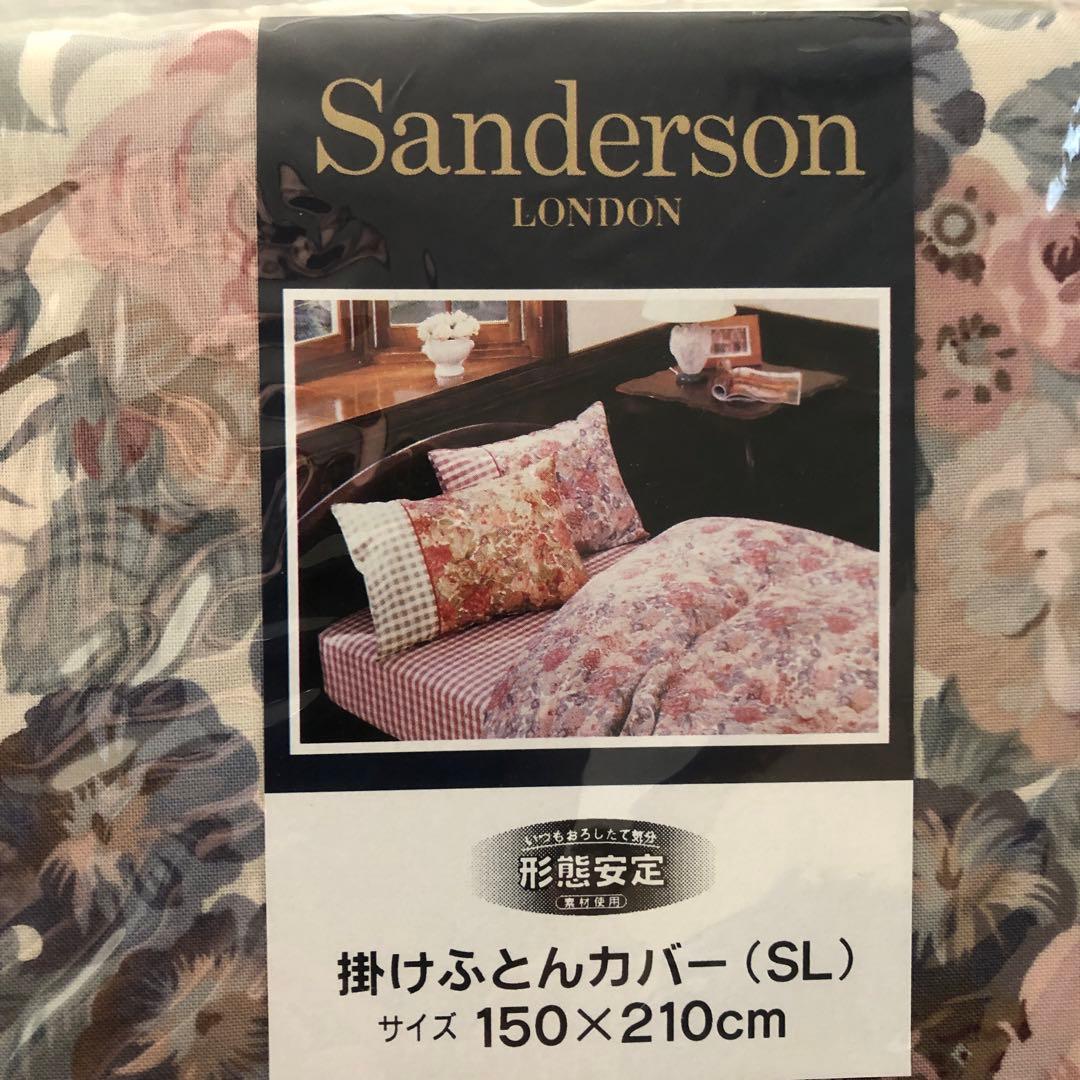 Sanderson
LONDON
いつもおろしたて気分
形態安定
素材使用
掛けふとんカバー(SL)
サイズ 150×210cm